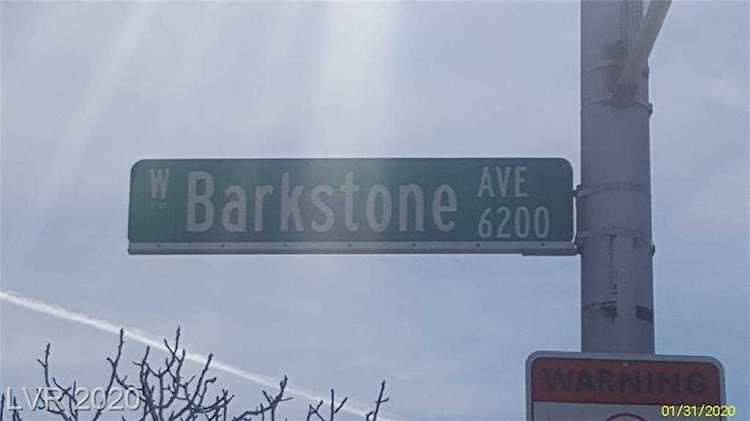 W Barkstone AVE
6200
WARNING
LVR 2020
01/31/2020